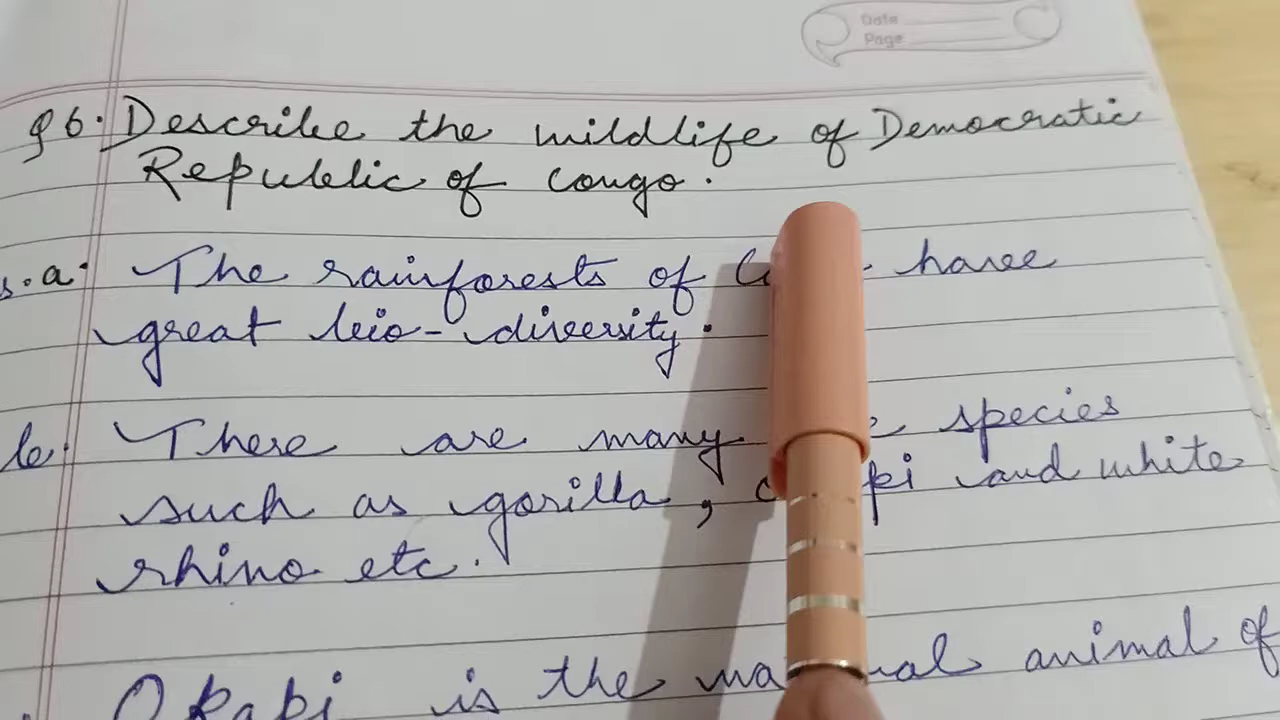 Date
Page
Q6. Describe the wildlife of Democratic
Republic of Congo.
s.a. The rainforests of have
great bio-diversity.
b. There are many species
such as gorilla, and white
rhino etc.
Okapi is the animal of